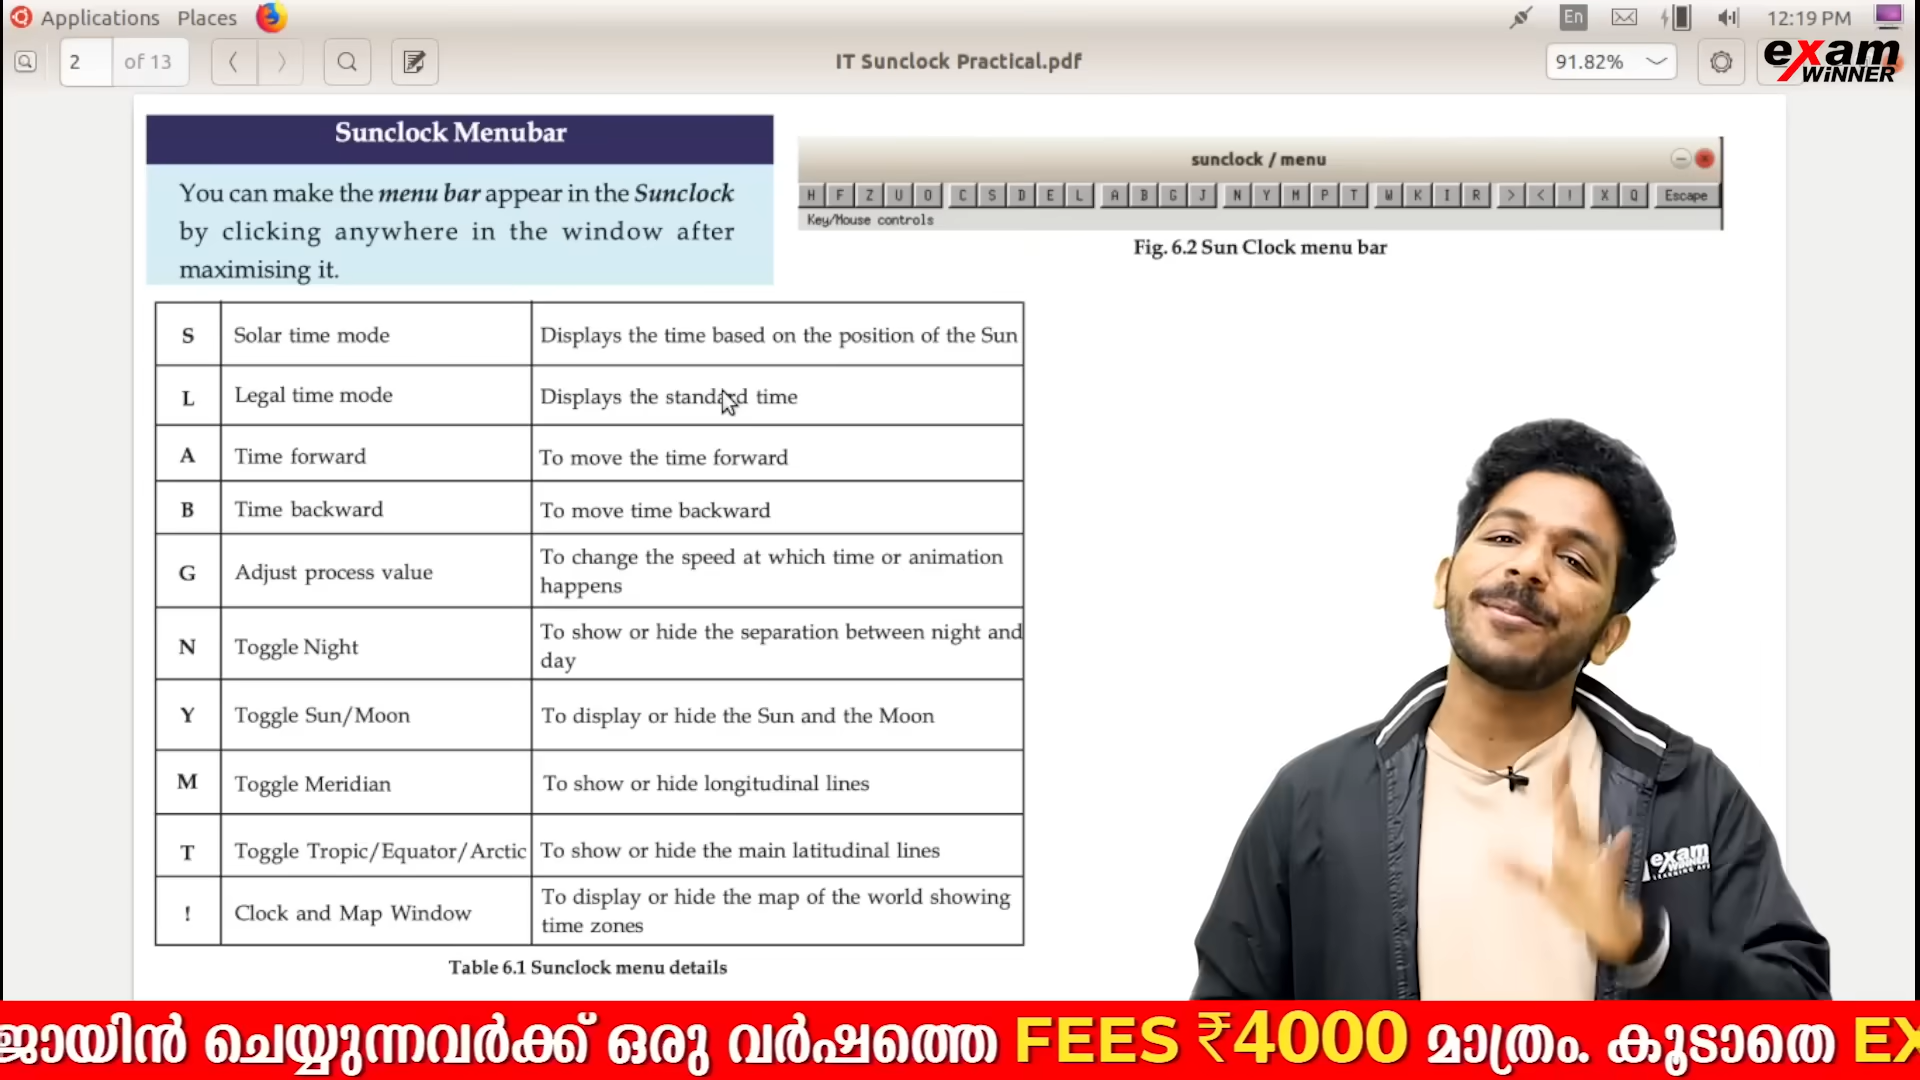 Applications Places En 12:19 PM
2 of 13 IT Sunclock Practical.pdf 91.82% exam WiNNER
Sunclock Menubar
You can make the menu bar appear in the Sunclock
by clicking anywhere in the window after
maximising it.
sunclock / menu
H F Z U O C S D E L A B G J N Y M P T W K I R > < ! X Q Escape
Key/Mouse controls
Fig. 6.2 Sun Clock menu bar
S Solar time mode Displays the time based on the position of the Sun
L Legal time mode Displays the standard time
A Time forward To move the time forward
B Time backward To move time backward
G Adjust process value To change the speed at which time or animation
happens
N Toggle Night To show or hide the separation between night and
day
Y Toggle Sun/Moon To display or hide the Sun and the Moon
M Toggle Meridian To show or hide longitudinal lines
T Toggle Tropic/Equator/Arctic To show or hide the main latitudinal lines
! Clock and Map Window To display or hide the map of the world showing
time zones
Table 6.1 Sunclock menu details
exam
WINNER
LEARNING APP
ജോയിൻ ചെയ്യുന്നവർക്ക് ഒരു വർഷത്തെ FEES ₹4000 മാത്രം. കൂടാതെ EX